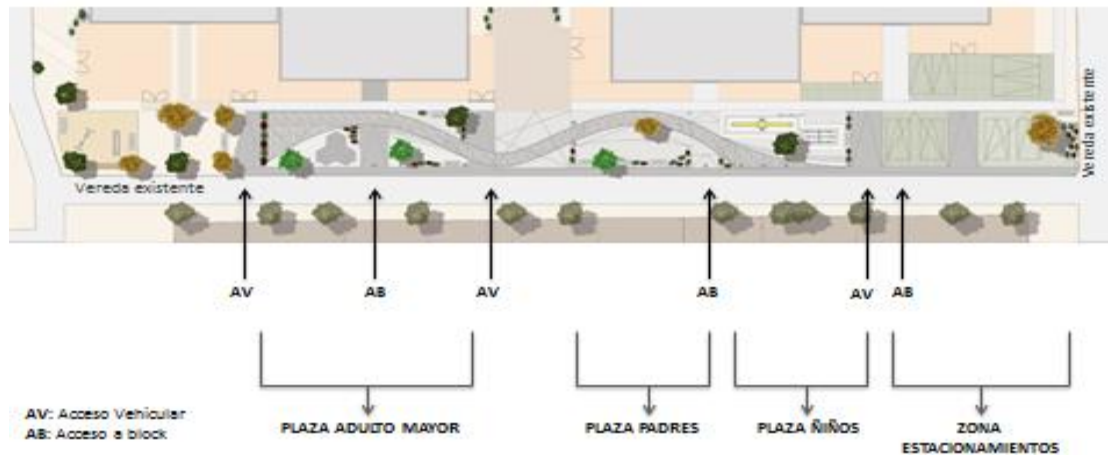 Vereda existente
Vereda existente
AV
AB
AV
AB
AV
AB
AV: Acceso Vehicular
AB: Acceso a block
PLAZA ADULTO MAYOR
PLAZA PADRES
PLAZA ÑIÑOS
ZONA
ESTACIONAMIENTOS